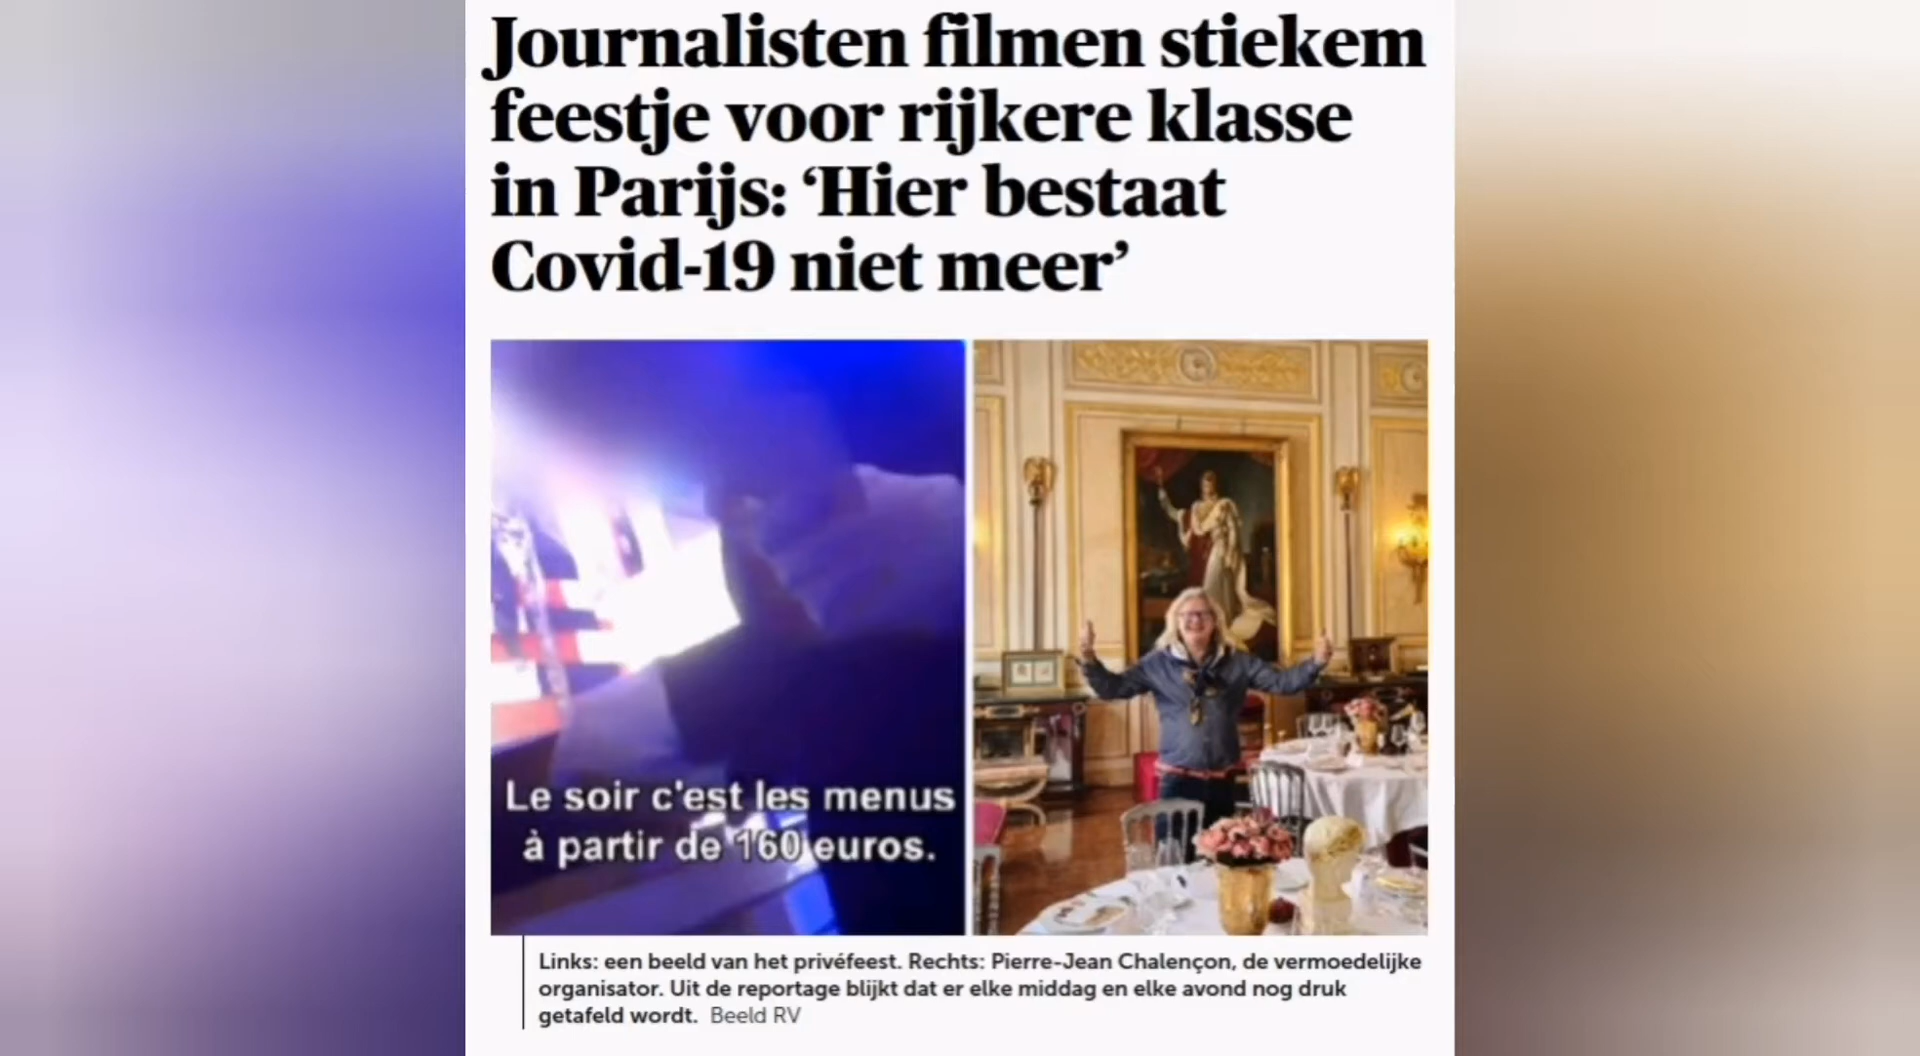 Journalisten filmen stiekem
feestje voor rijkere klasse
in Parijs: ‘Hier bestaat
Covid-19 niet meer’
Le soir c'est les menus
à partir de 160 euros.
Links: een beeld van het privéfeest. Rechts: Pierre-Jean Chalençon, de vermoedelijke
organisator. Uit de reportage blijkt dat er elke middag en elke avond nog druk
getafeld wordt. Beeld RV